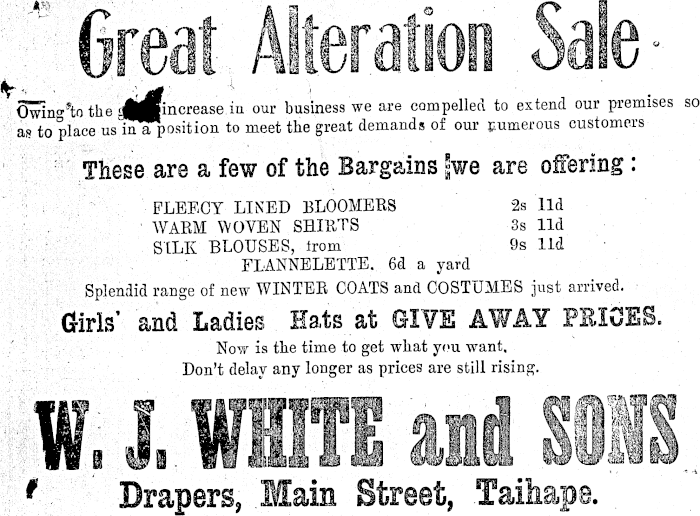 Great Alteration Sale
Owing to the increase in our business we are compelled to extend our premises so
as to place us in a position to meet the great demands of our numerous customers
These are a few of the Bargains we are offering:
FLEECY LINED BLOOMERS 2s 11d
WARM WOVEN SHIRTS 3s 11d
SILK BLOUSES, from 9s 11d
FLANNELETTE. 6d a yard
Splendid range of new WINTER COATS and COSTUMES just arrived.
Girls' and Ladies Hats at GIVE AWAY PRICES.
Now is the time to get what you want,
Don't delay any longer as prices are still rising.
W. J. WHITE and SONS
Drapers, Main Street, Taihape.